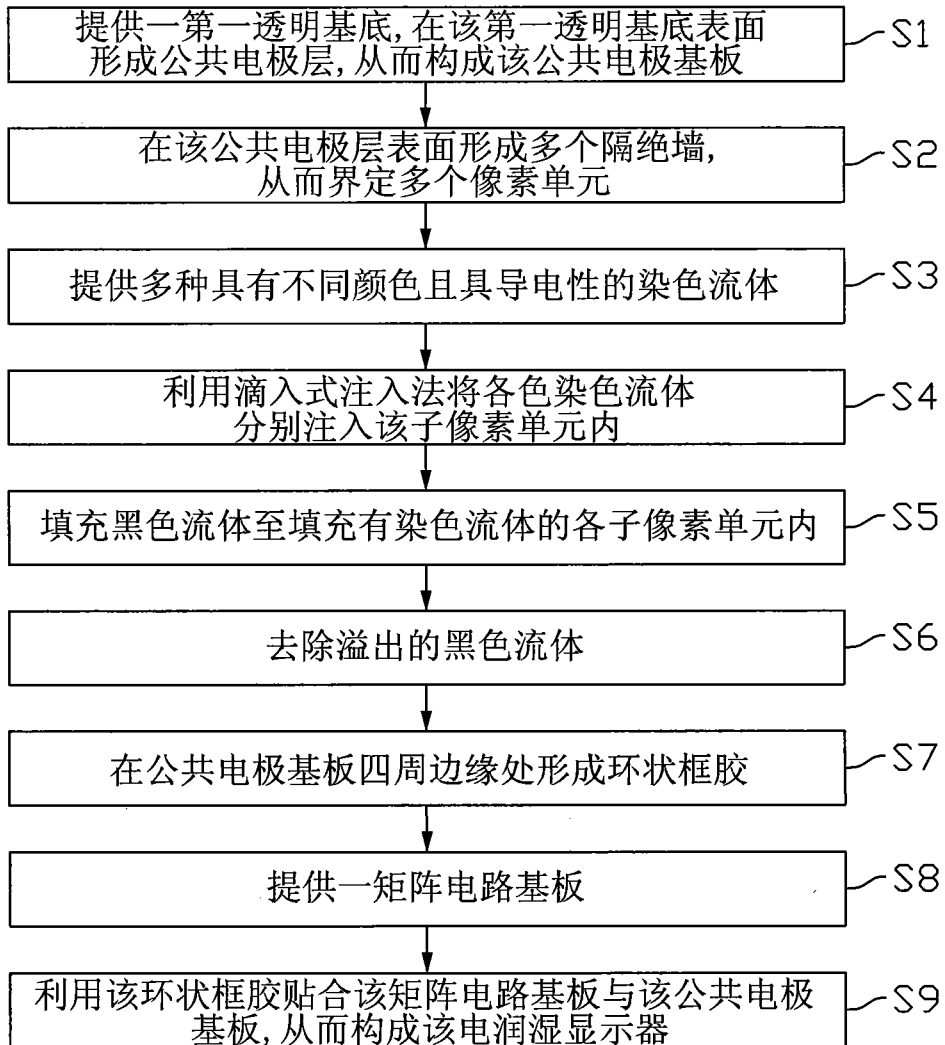 提供一第一透明基底,在该第一透明基底表面
形成公共电极层,从而构成该公共电极基板
S1
在该公共电极层表面形成多个隔绝墙,
从而界定多个像素单元
S2
提供多种具有不同颜色且具导电性的染色流体
S3
利用滴入式注入法将各色染色流体
分别注入该子像素单元内
S4
填充黑色流体至填充有染色流体的各子像素单元内
S5
去除溢出的黑色流体
S6
在公共电极基板四周边缘处形成环状框胶
S7
提供一矩阵电路基板
S8
利用该环状框胶贴合该矩阵电路基板与该公共电极
基板,从而构成该电润湿显示器
S9